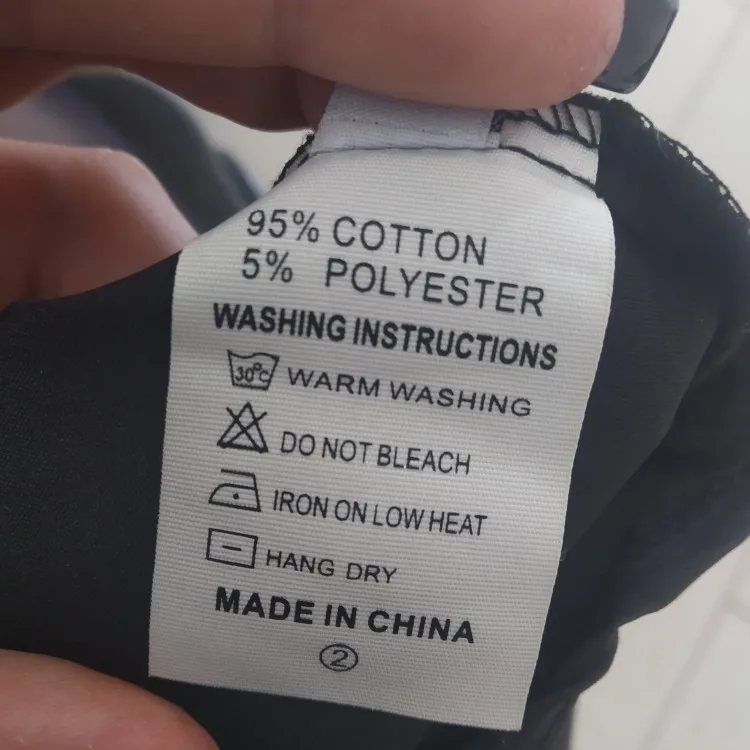 95% COTTON
5% POLYESTER
WASHING INSTRUCTIONS
30°C WARM WASHING
DO NOT BLEACH
IRON ON LOW HEAT
HANG DRY
MADE IN CHINA
2